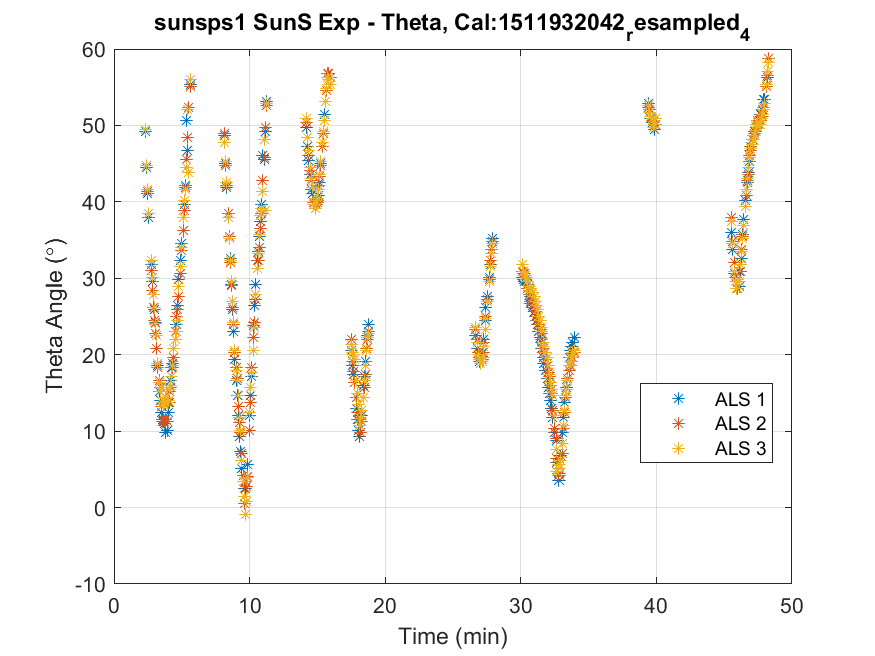 sunsps1 SunS Exp - Theta, Cal:1511932042_resampled_4
60
50
40
30
20
10
0
-10
Theta Angle (°)
ALS 1
ALS 2
ALS 3
0 10 20 30 40 50
Time (min)